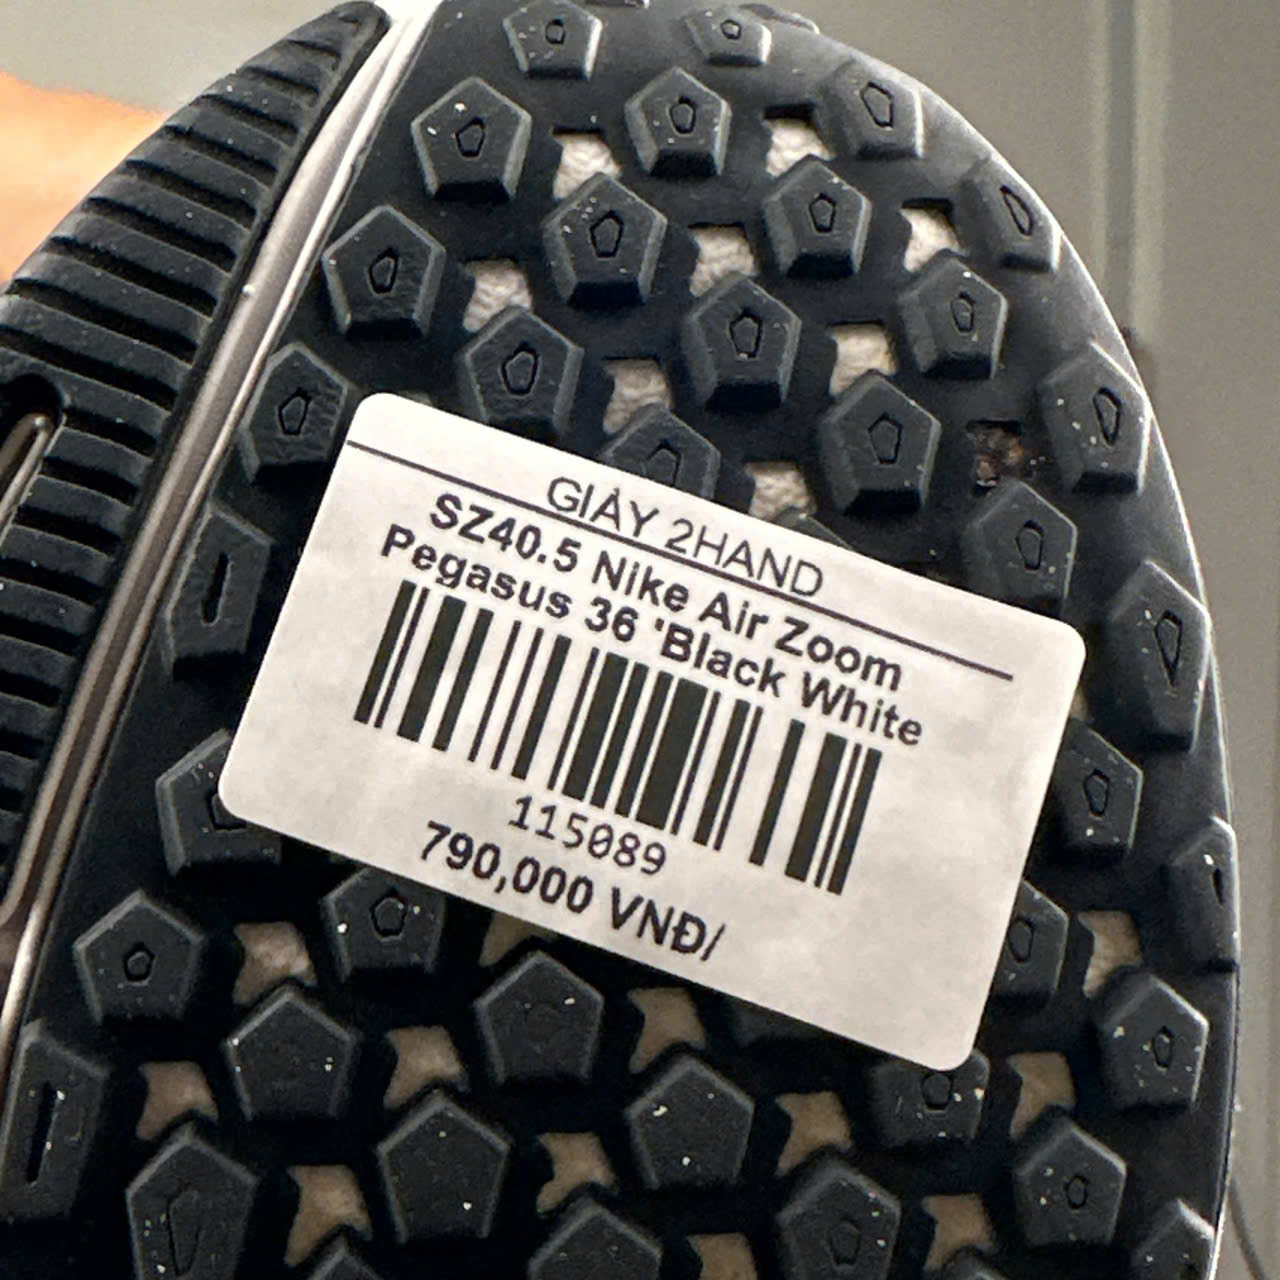 GIÀY 2HAND
SZ40.5 Nike Air Zoom
Pegasus 36 'Black White
115089
790,000 VNĐ/